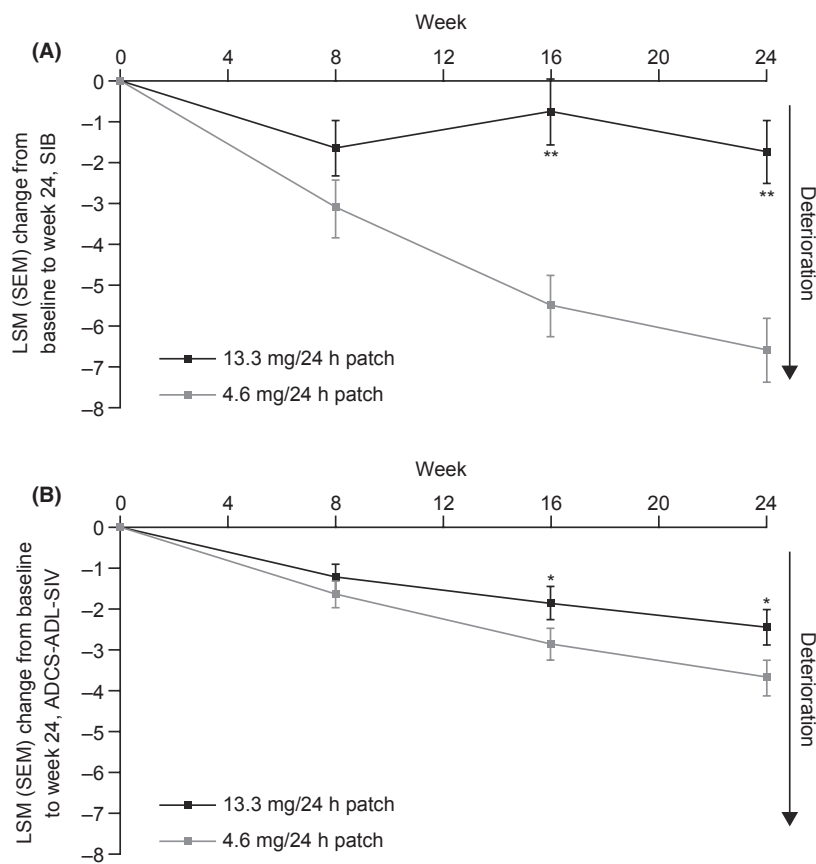 Week
(A)
0 4 8 12 16 20 24
0
–1
–2
–3
–4
–5
–6
–7
–8
LSM (SEM) change from
baseline to week 24, SIB
**
**
Deterioration
13.3 mg/24 h patch
4.6 mg/24 h patch
Week
(B)
0 4 8 12 16 20 24
0
–1
–2
–3
–4
–5
–6
–7
–8
LSM (SEM) change from baseline
to week 24, ADCS-ADL-SIV
*
*
Deterioration
13.3 mg/24 h patch
4.6 mg/24 h patch